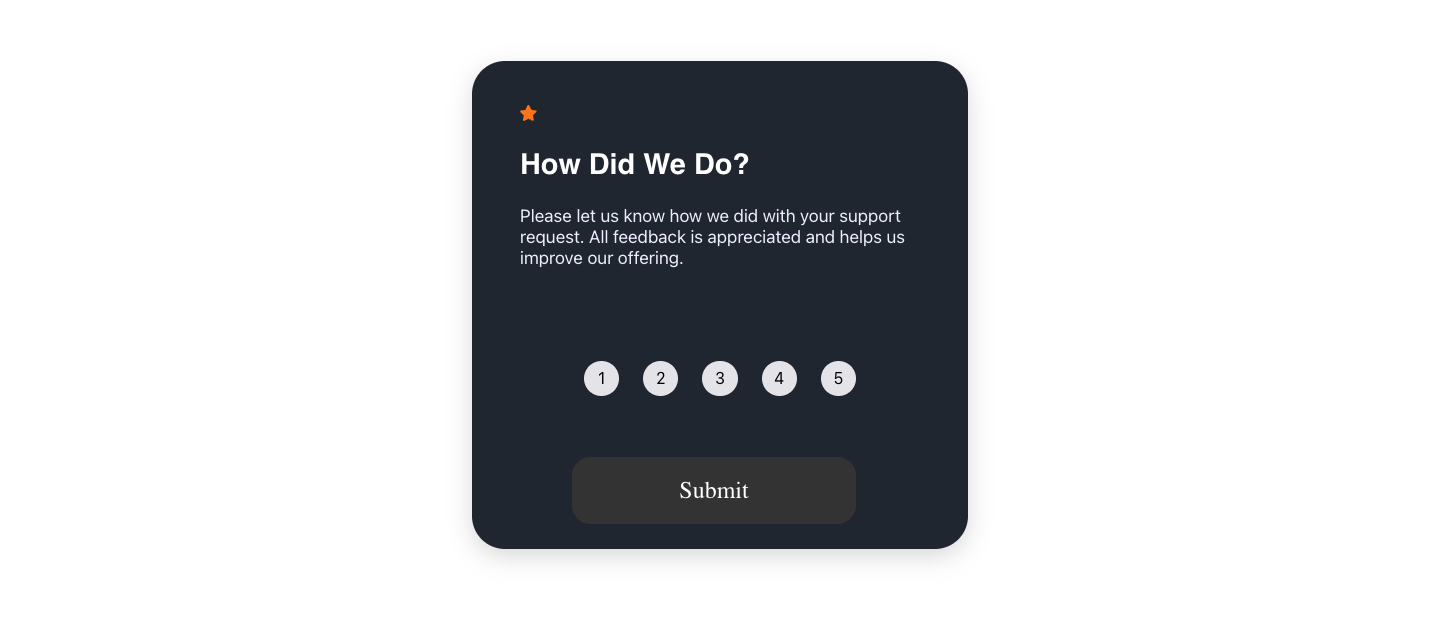 How Did We Do?
Please let us know how we did with your support
request. All feedback is appreciated and helps us
improve our offering.
1 2 3 4 5
Submit